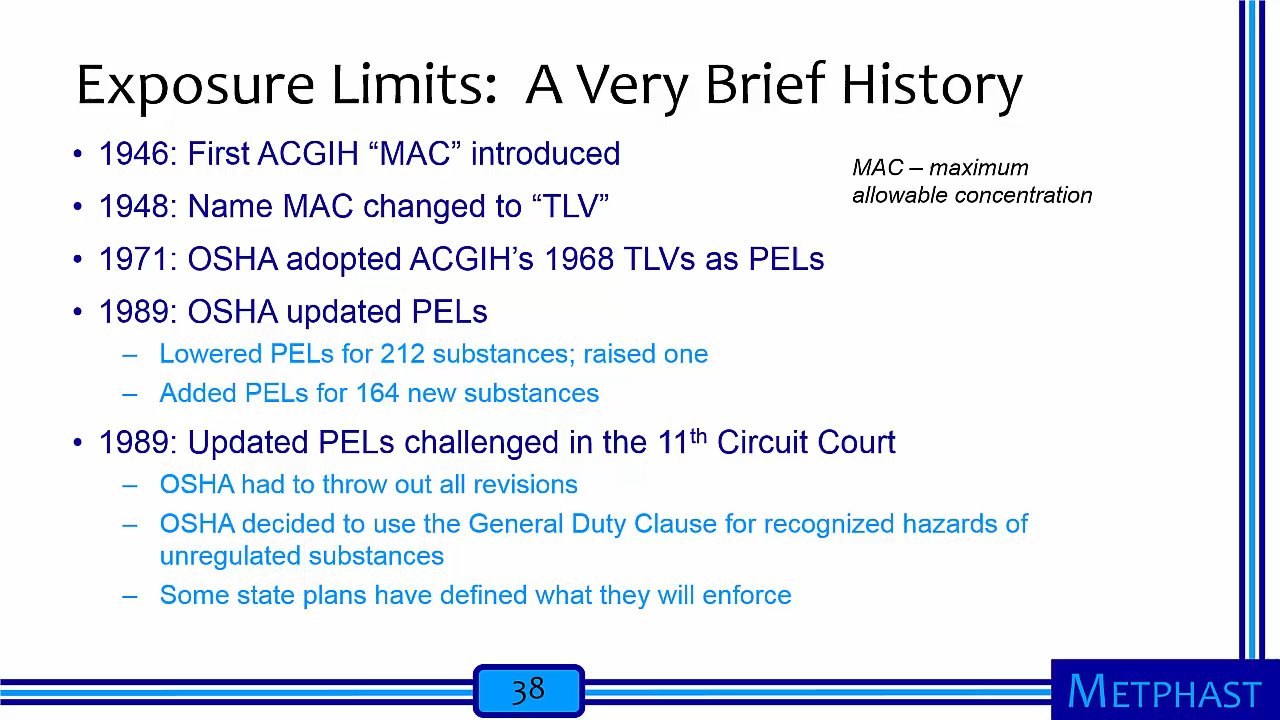 Exposure Limits: A Very Brief History
• 1946: First ACGIH “MAC” introduced
MAC – maximum
allowable concentration
• 1948: Name MAC changed to “TLV”
• 1971: OSHA adopted ACGIH’s 1968 TLVs as PELs
• 1989: OSHA updated PELs
– Lowered PELs for 212 substances; raised one
– Added PELs for 164 new substances
• 1989: Updated PELs challenged in the 11th Circuit Court
– OSHA had to throw out all revisions
– OSHA decided to use the General Duty Clause for recognized hazards of
unregulated substances
– Some state plans have defined what they will enforce
38
METPHAST